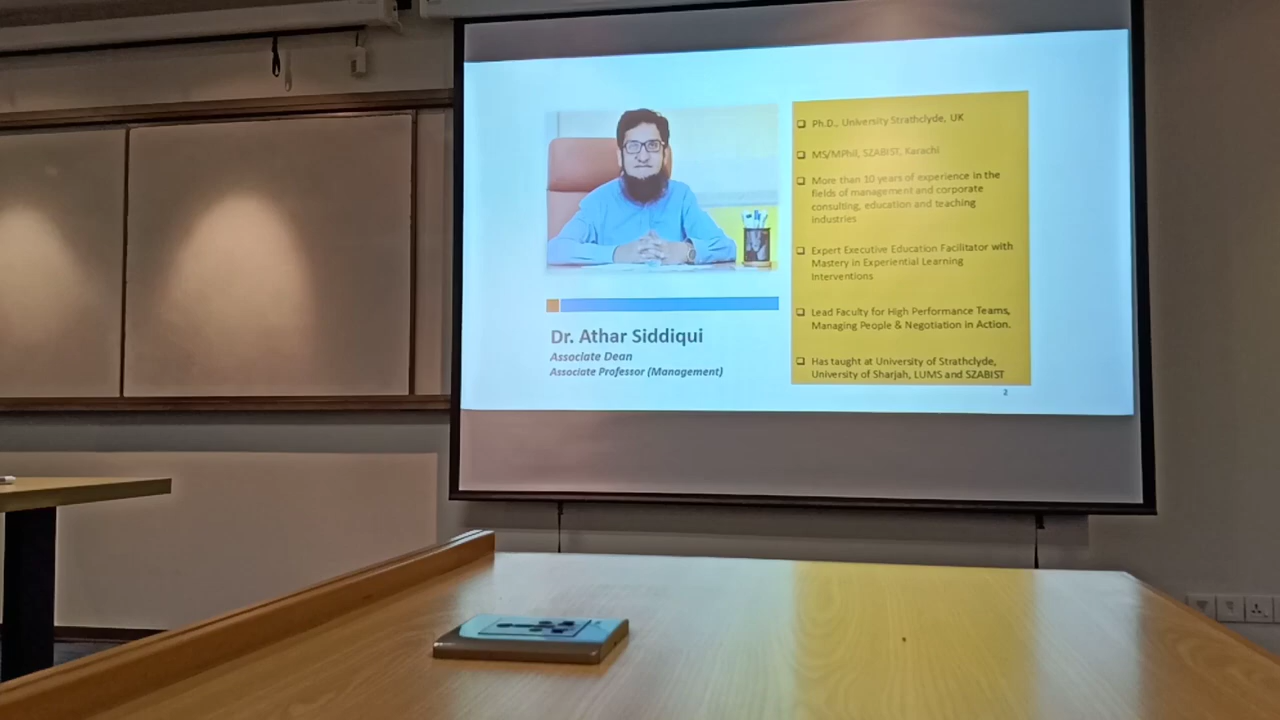 Dr. Athar Siddiqui
Associate Dean
Associate Professor (Management)
❑ Ph.D., University Strathclyde, UK
❑ MS/MPhil, SZABIST, Karachi
❑ More than 10 years of experience in the
fields of management and corporate
consulting, education and teaching
industries
❑ Expert Executive Education Facilitator with
Mastery in Experiential Learning
Interventions
❑ Lead Faculty for High Performance Teams,
Managing People & Negotiation in Action.
❑ Has taught at University of Strathclyde,
University of Sharjah, LUMS and SZABIST
2